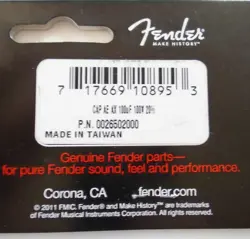 Fender
MAKE HISTORY™
7 17669 10895 3
CAP AE AX 100uF 100V 20%
P.N. 0026502000
MADE IN TAIWAN
Genuine Fender parts—
for pure Fender sound, feel and performance.
Corona, CA
fender.com
© 2011 FMIC. Fender® and Make History™ are trademarks
of Fender Musical Instruments Corporation. All rights reserved.